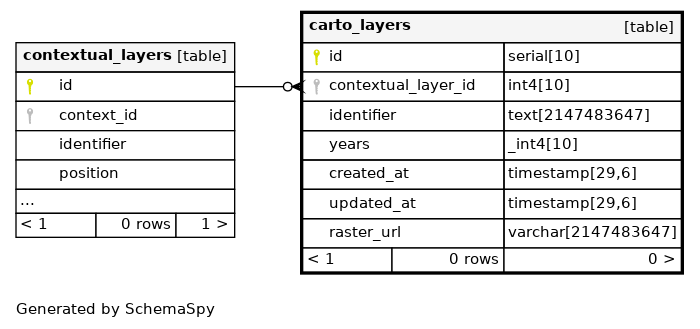 contextual_layers [table]
id
context_id
identifier
position
...
< 1 0 rows 1 >
carto_layers [table]
id serial[10]
contextual_layer_id int4[10]
identifier text[2147483647]
years _int4[10]
created_at timestamp[29,6]
updated_at timestamp[29,6]
raster_url varchar[2147483647]
< 1 0 rows 0 >
Generated by SchemaSpy